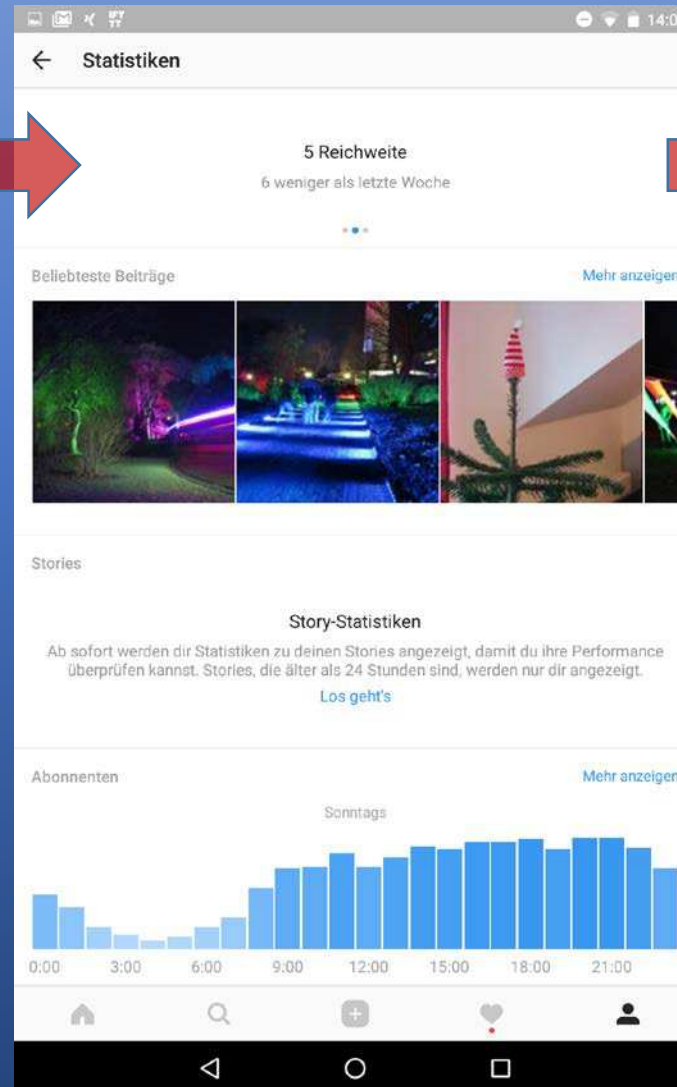 14:0
Statistiken
5 Reichweite
6 weniger als letzte Woche
Beliebteste Beiträge
Mehr anzeigen
Stories
Story-Statistiken
Ab sofort werden dir Statistiken zu deinen Stories angezeigt, damit du ihre Performance
überprüfen kannst. Stories, die älter als 24 Stunden sind, werden nur dir angezeigt.
Los geht's
Abonnenten
Mehr anzeigen
Sonntags
0:00 3:00 6:00 9:00 12:00 15:00 18:00 21:00